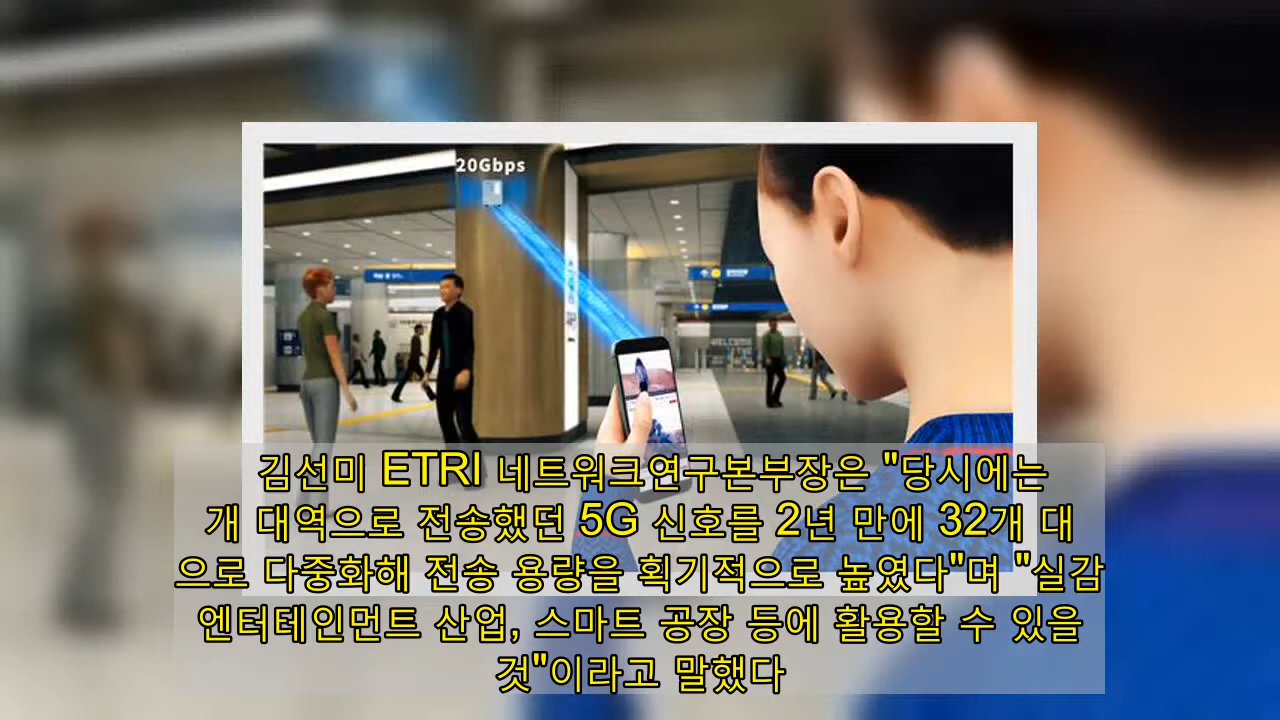 20Gbps
WELCOME
김선미 ETRI 네트워크연구본부장은 "당시에는
개 대역으로 전송했던 5G 신호를 2년 만에 32개 대
으로 다중화해 전송 용량을 획기적으로 높였다"며 "실감
엔터테인먼트 산업, 스마트 공장 등에 활용할 수 있을
것"이라고 말했다